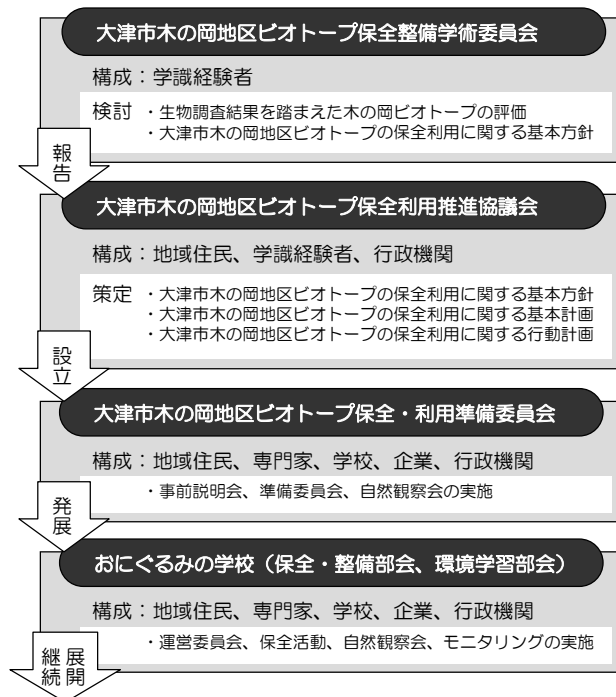 大津市木の岡地区ビオトープ保全整備学術委員会
構成：学識経験者
検討 ・生物調査結果を踏まえた木の岡ビオトープの評価
・大津市木の岡地区ビオトープの保全利用に関する基本方針
報告
大津市木の岡地区ビオトープ保全利用推進協議会
構成：地域住民、学識経験者、行政機関
策定 ・大津市木の岡地区ビオトープの保全利用に関する基本方針
・大津市木の岡地区ビオトープの保全利用に関する基本計画
・大津市木の岡地区ビオトープの保全利用に関する行動計画
設立
大津市木の岡地区ビオトープ保全・利用準備委員会
構成：地域住民、専門家、学校、企業、行政機関
・事前説明会、準備委員会、自然観察会の実施
発展
おにぐるみの学校（保全・整備部会、環境学習部会）
構成：地域住民、専門家、学校、企業、行政機関
・運営委員会、保全活動、自然観察会、モニタリングの実施
展開
継続